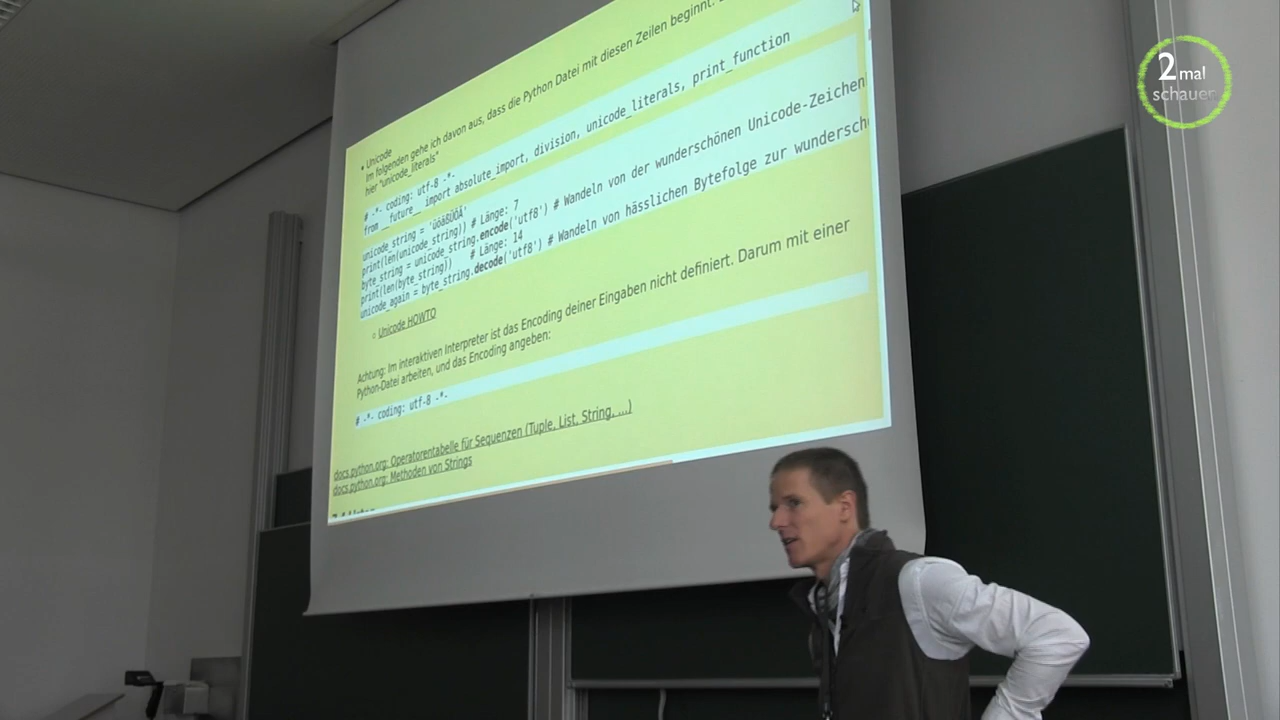 • Unicode
Im folgenden gehe ich davon aus, dass die Python Datei mit diesen Zeilen beginnt.
hier "unicode_literals"
# -*- coding: utf-8 -*-
from __future__ import absolute_import, division, unicode_literals, print_function
print(len(unicode_string)) # Länge: 7
byte_string = unicode_string.encode('utf8') # Wandeln von der wunderschönen Unicode-Zeichen
print(len(byte_string)) # Länge: 14
unicode_again = byte_string.decode('utf8') # Wandeln von hässlichen Bytefolge zur wundersch
○ Unicode HOWTO
Achtung: Im interaktiven Interpreter ist das Encoding deiner Eingaben nicht definiert. Darum mit einer
Python-Datei arbeiten, und das Encoding angeben:
# -*- coding: utf-8 -*-
docs.python.org: Operatorentabelle für Sequenzen (Tuple, List, String, ...)
docs.python.org: Methoden von Strings
2 mal
schauen